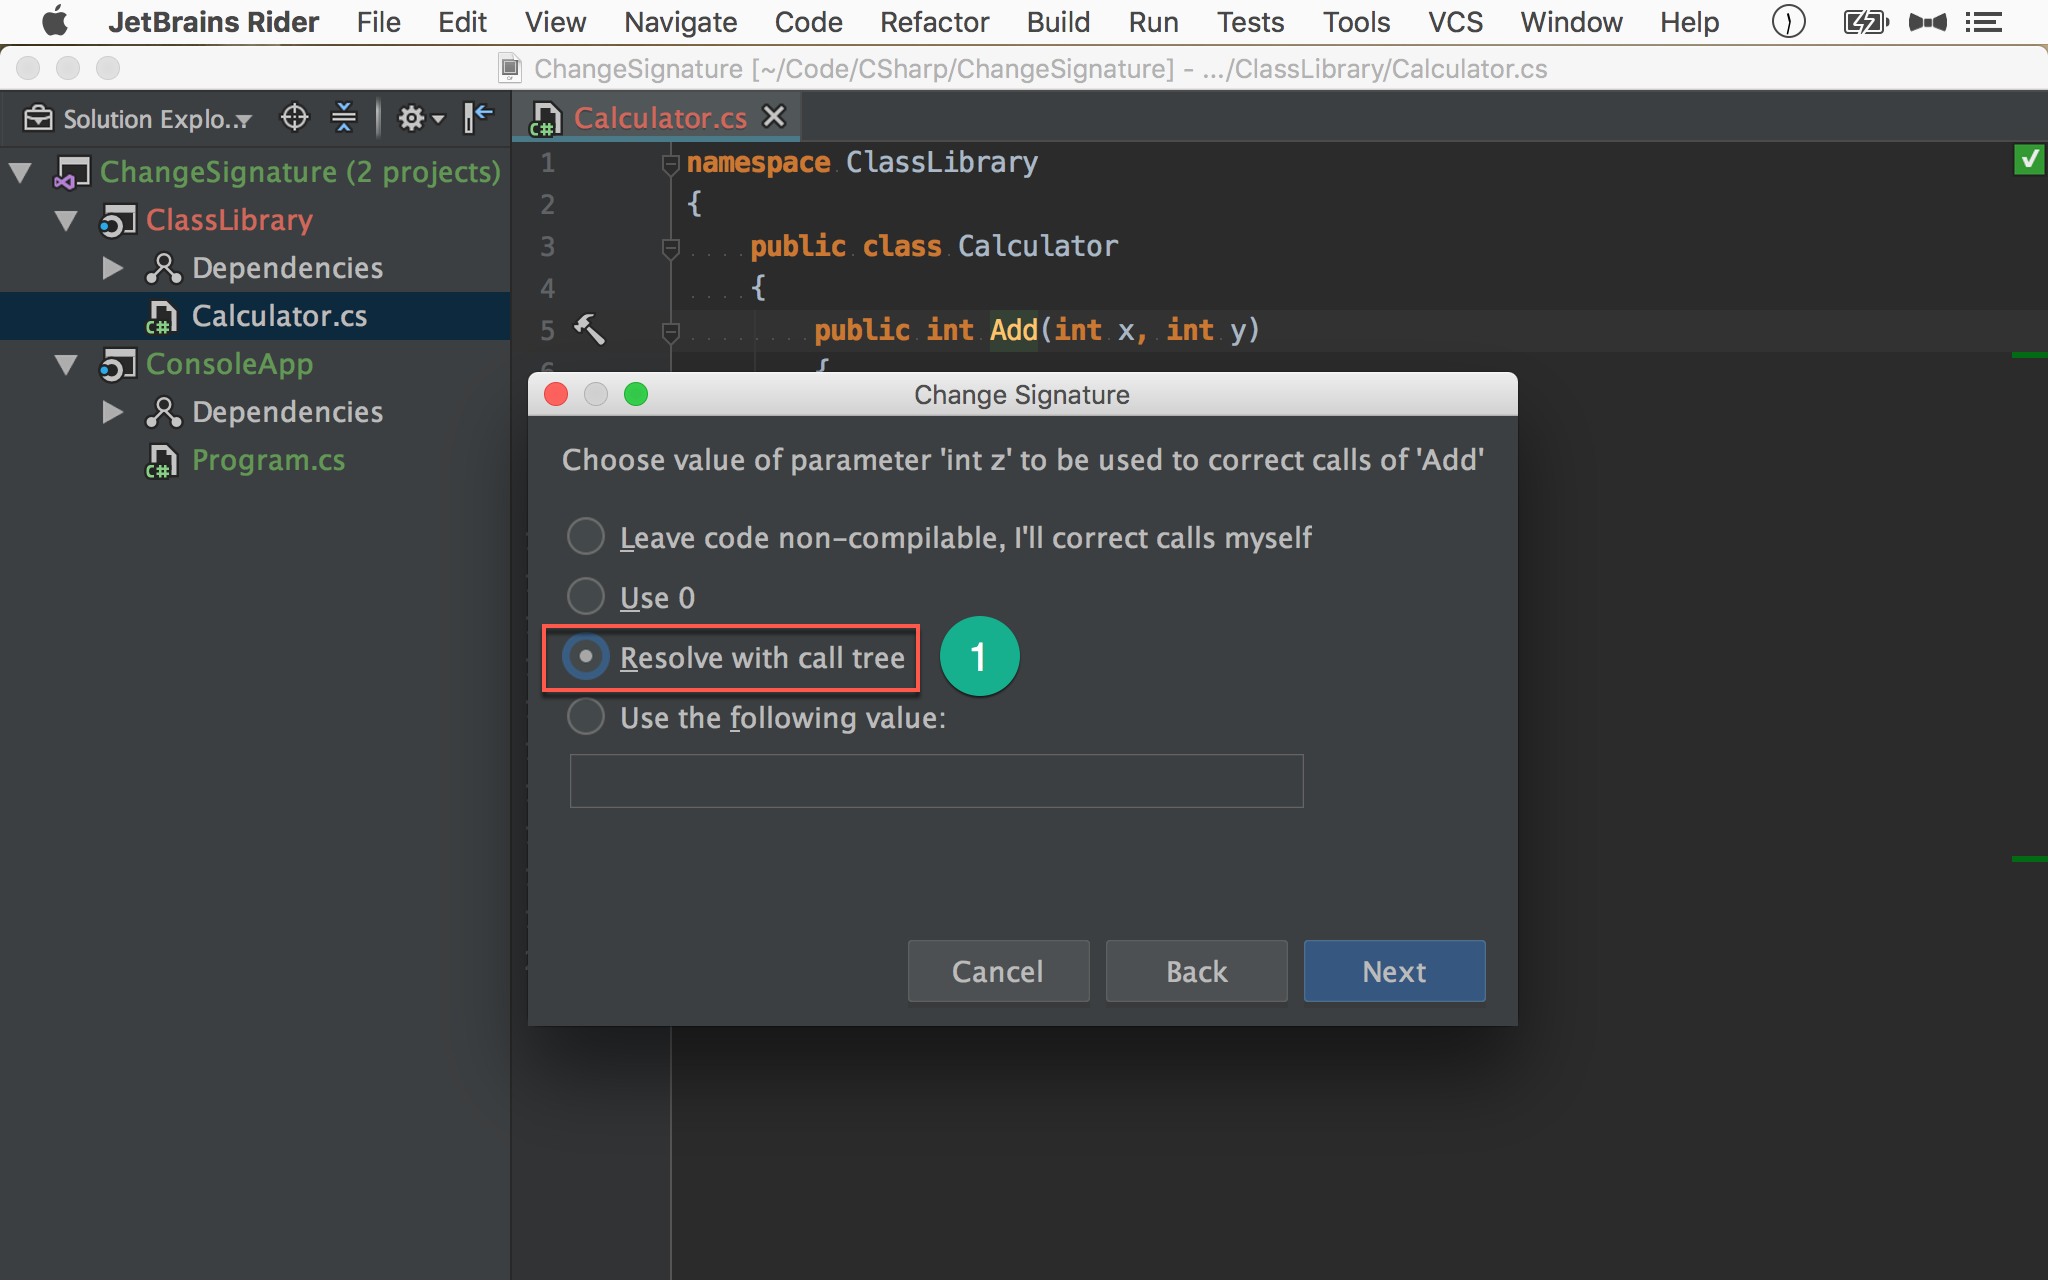 JetBrains Rider File Edit View Navigate Code Refactor Build Run Tests Tools VCS Window Help
ChangeSignature [~/Code/CSharp/ChangeSignature] - .../ClassLibrary/Calculator.cs
Solution Explo...
Calculator.cs
ChangeSignature (2 projects)
ClassLibrary
Dependencies
C# Calculator.cs
ConsoleApp
Dependencies
C# Program.cs
1 namespace ClassLibrary
2 {
3 public class Calculator
4 {
5 public int Add(int x, int y)
6 {
Change Signature
Choose value of parameter 'int z' to be used to correct calls of 'Add'
Leave code non-compilable, I'll correct calls myself
Use 0
Resolve with call tree 1
Use the following value:
Cancel Back Next